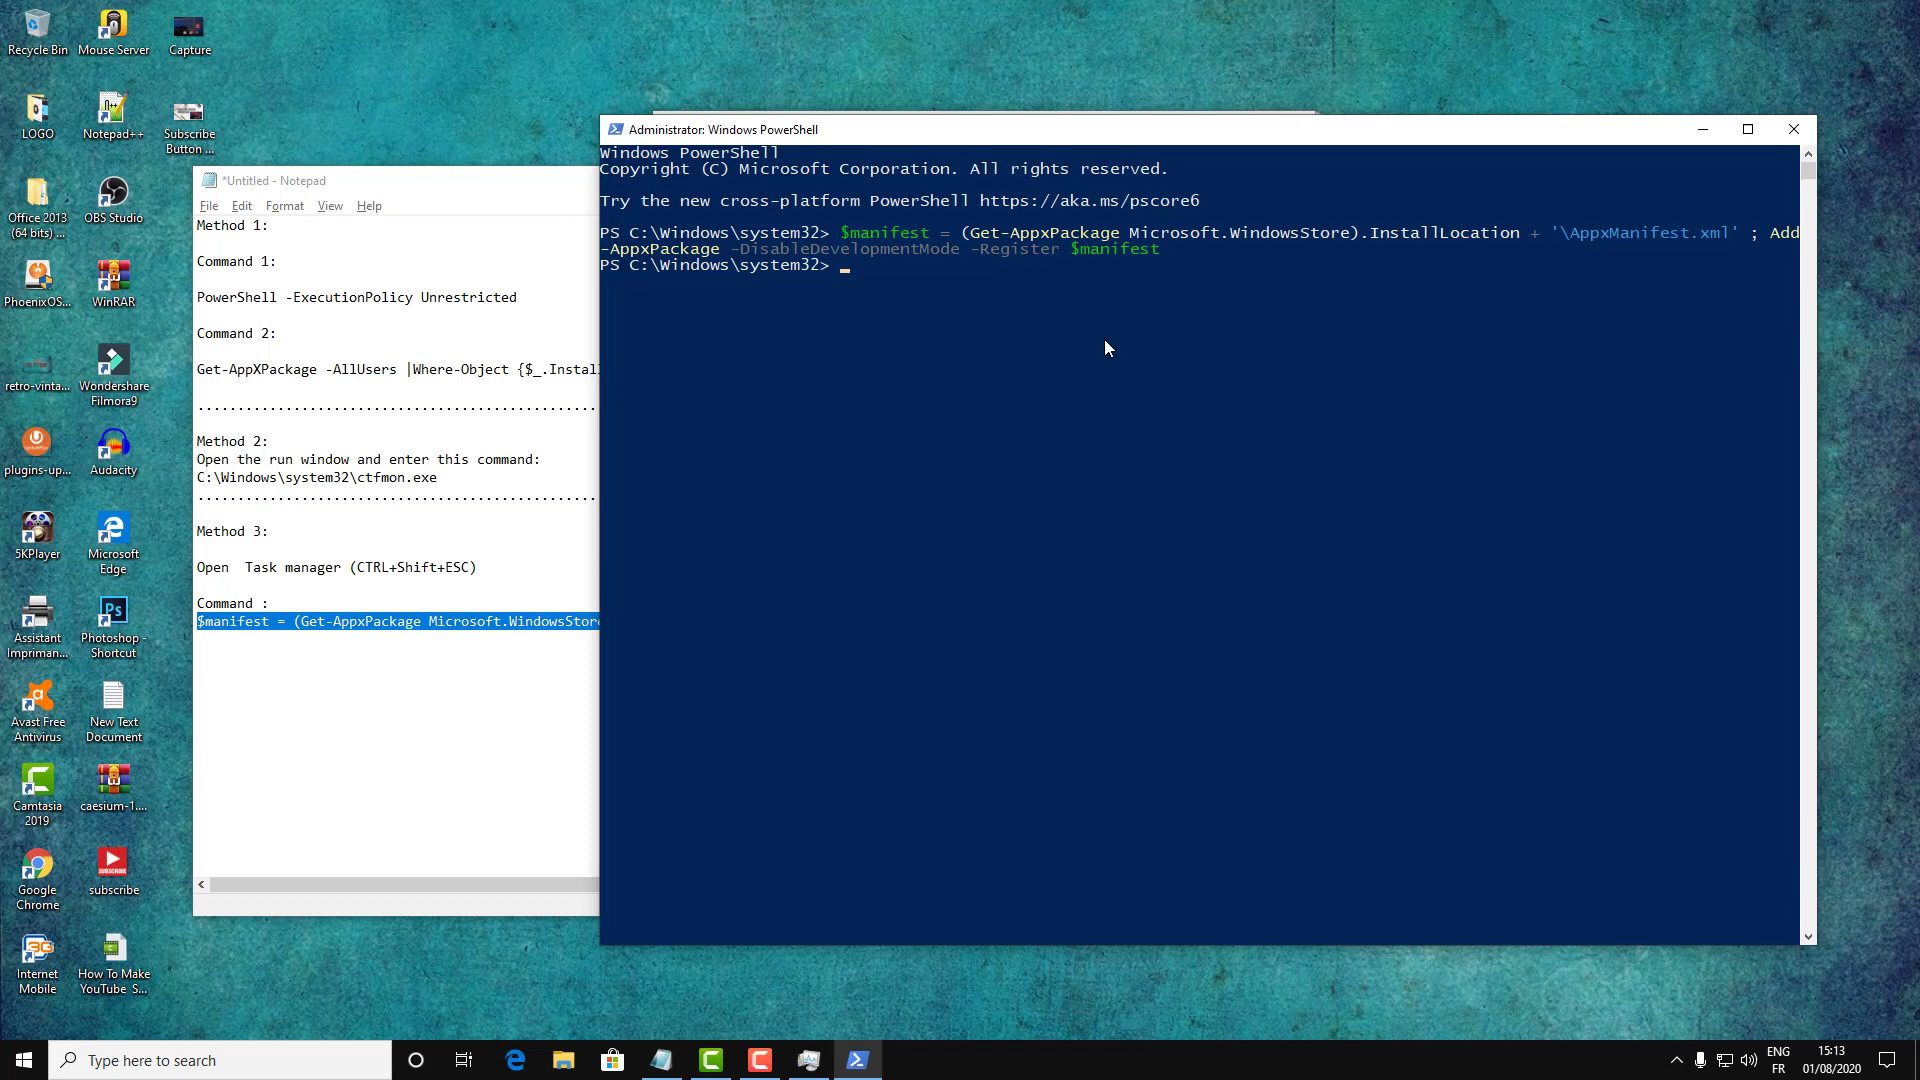 Recycle Bin
Mouse Server
Capture
LOGO
Notepad++
Subscribe
Button ...
Office 2013
(64 bits) ...
OBS Studio
PhoenixOS...
WinRAR
retro-vinta...
Wondershare
Filmora9
plugins-up...
Audacity
5KPlayer
Microsoft
Edge
Assistant
Impriman...
Photoshop -
Shortcut
Avast Free
Antivirus
New Text
Document
Camtasia
2019
caesium-1....
Google
Chrome
SUBSCRIBE
subscribe
Internet
Mobile
How To Make
YouTube S...
*Untitled - Notepad
File Edit Format View Help
Method 1:
Command 1:
PowerShell -ExecutionPolicy Unrestricted
Command 2:
Get-AppXPackage -AllUsers |Where-Object {$_.Instal
..................................................
Method 2:
Open the run window and enter this command:
C:\Windows\system32\ctfmon.exe
..................................................
Method 3:
Open  Task manager (CTRL+Shift+ESC)
Command :
$manifest = (Get-AppxPackage Microsoft.WindowsStore
Administrator: Windows PowerShell
Windows PowerShell
Copyright (C) Microsoft Corporation. All rights reserved.
Try the new cross-platform PowerShell https://aka.ms/pscore6
PS C:\Windows\system32> $manifest = (Get-AppxPackage Microsoft.WindowsStore).InstallLocation + '\AppxManifest.xml' ; Add
-AppxPackage -DisableDevelopmentMode -Register $manifest
PS C:\Windows\system32>
Type here to search
ENG
FR
15:13
01/08/2020